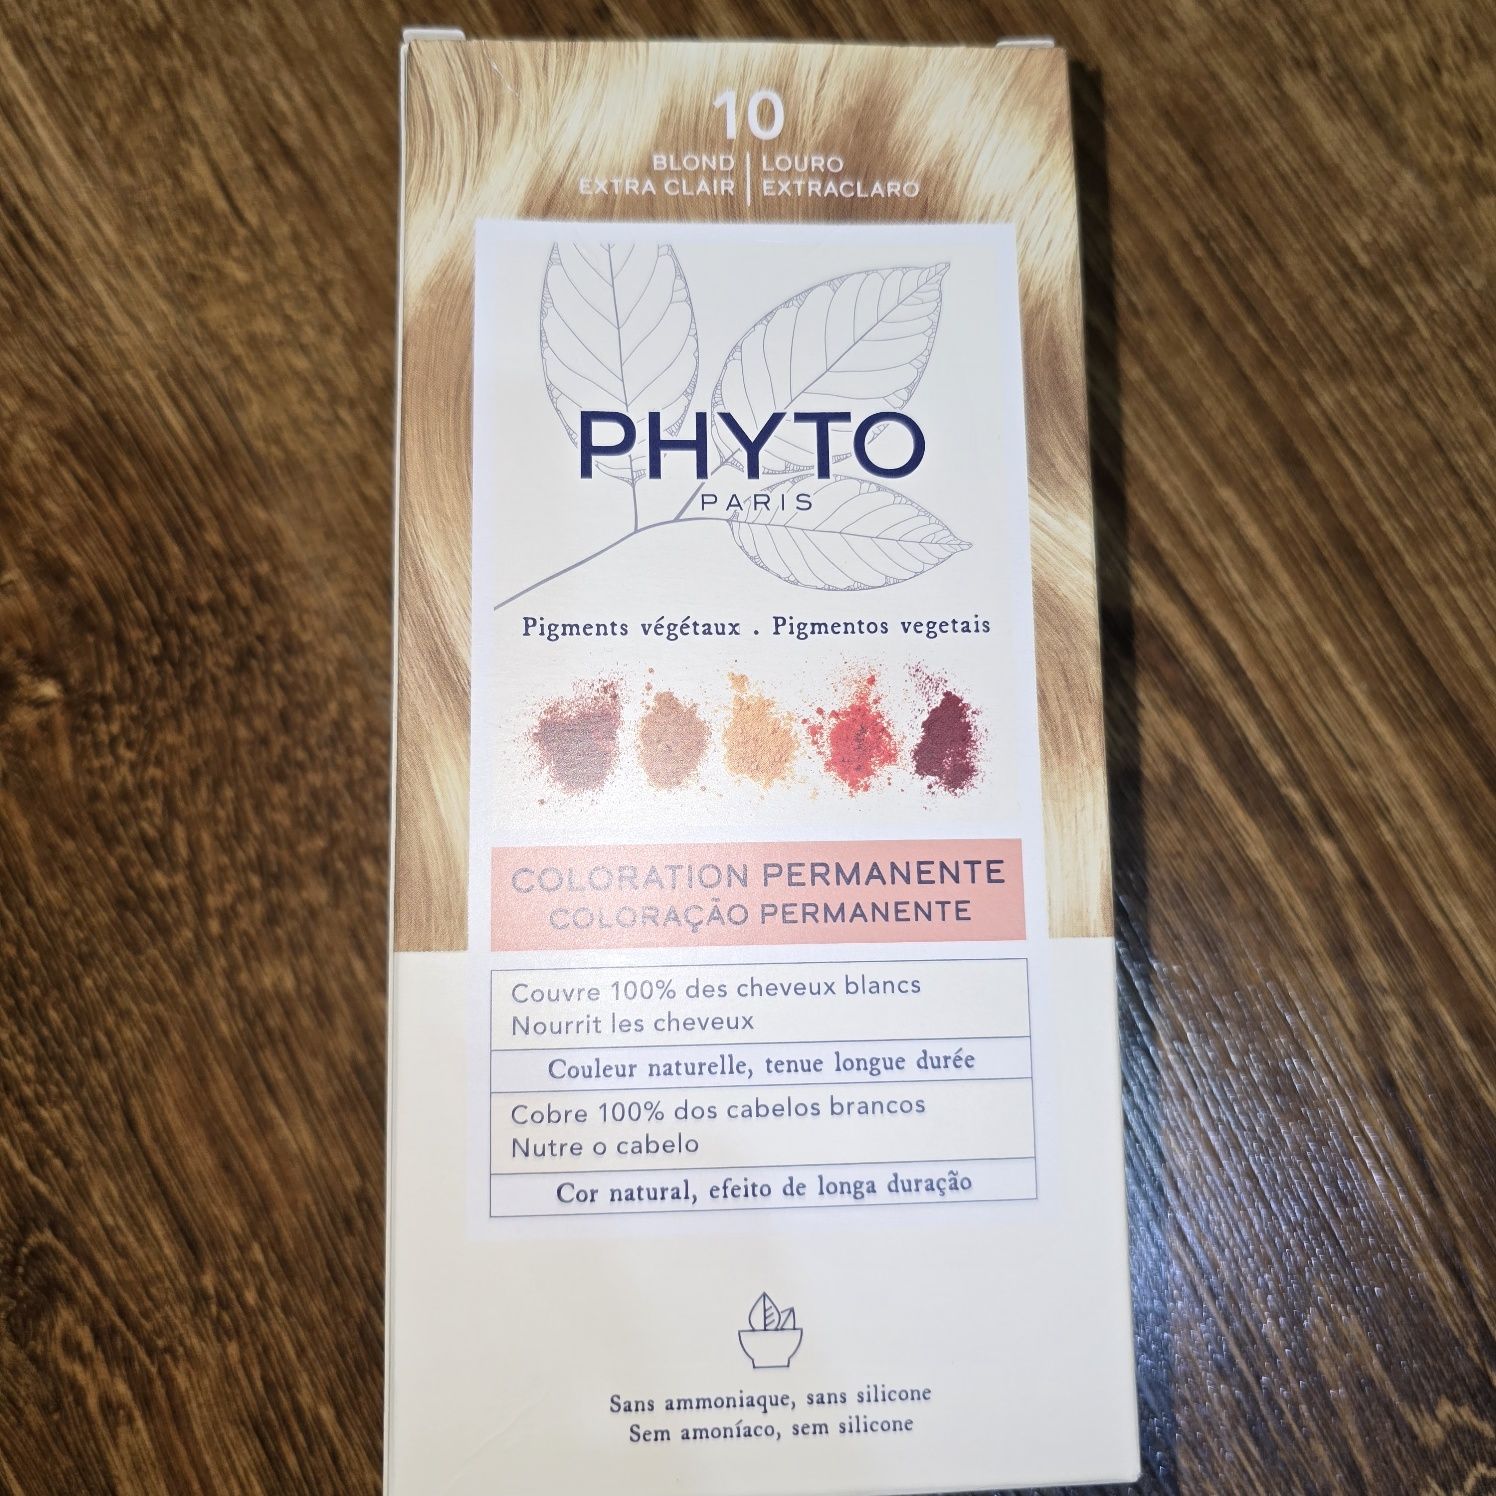 10
BLOND | LOURO
EXTRA CLAIR | EXTRACLARO
PHYTO
PARIS
Pigments végétaux . Pigmentos vegetais
COLORATION PERMANENTE
COLORAÇÃO PERMANENTE
Couvre 100% des cheveux blancs
Nourrit les cheveux
Couleur naturelle, tenue longue durée
Cobre 100% dos cabelos brancos
Nutre o cabelo
Cor natural, efeito de longa duração
Sans ammoniaque, sans silicone
Sem amoníaco, sem silicone